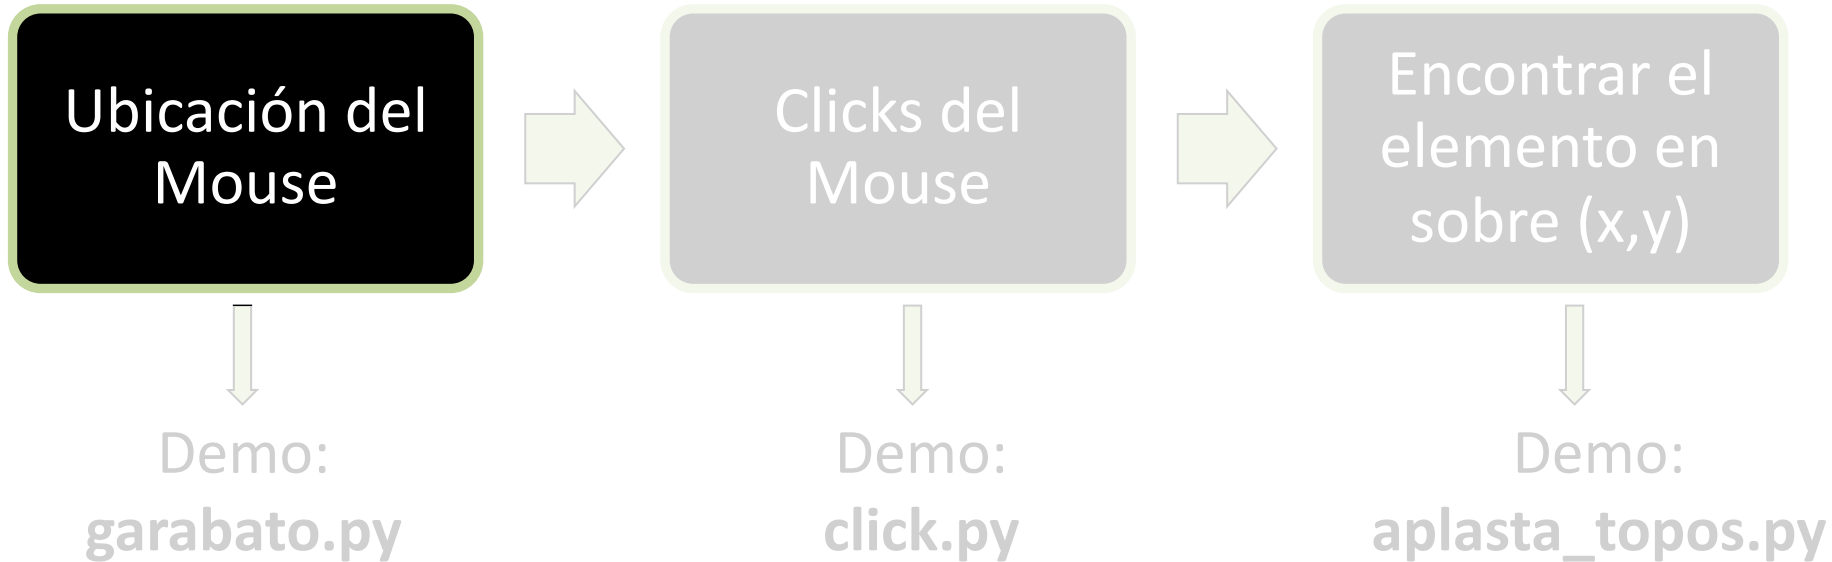 Ubicación del
Mouse
Clicks del
Mouse
Encontrar el
elemento en
sobre (x,y)
Demo:
garabato.py
Demo:
click.py
Demo:
aplasta_topos.py